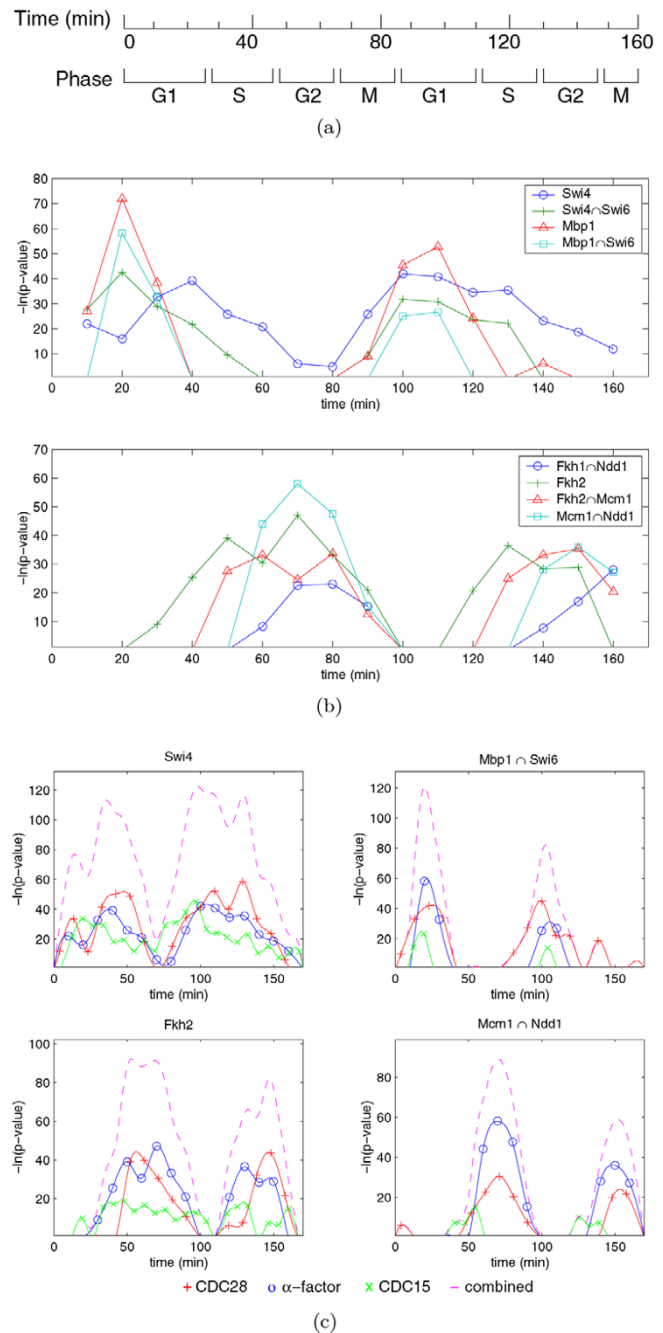 Time (min)
0 40 80 120 160
Phase
G1 S G2 M G1 S G2 M
(a)
80
70
60
50
40
30
20
10
−ln(p−value)
Swi4
Swi4∩Swi6
Mbp1
Mbp1∩Swi6
0 20 40 60 80 100 120 140 160
time (min)
70
60
50
40
30
20
10
−ln(p−value)
Fkh1∩Ndd1
Fkh2
Fkh2∩Mcm1
Mcm1∩Ndd1
0 20 40 60 80 100 120 140 160
time (min)
(b)
Swi4
120
100
80
60
40
20
−ln(p−value)
0 50 100 150
time (min)
Mbp1 ∩ Swi6
120
100
80
60
40
20
−ln(p−value)
0 50 100 150
time (min)
Fkh2
100
80
60
40
20
−ln(p−value)
0 50 100 150
time (min)
Mcm1 ∩ Ndd1
100
80
60
40
20
−ln(p−value)
0 50 100 150
time (min)
+ CDC28 o α−factor × CDC15 − combined
(c)